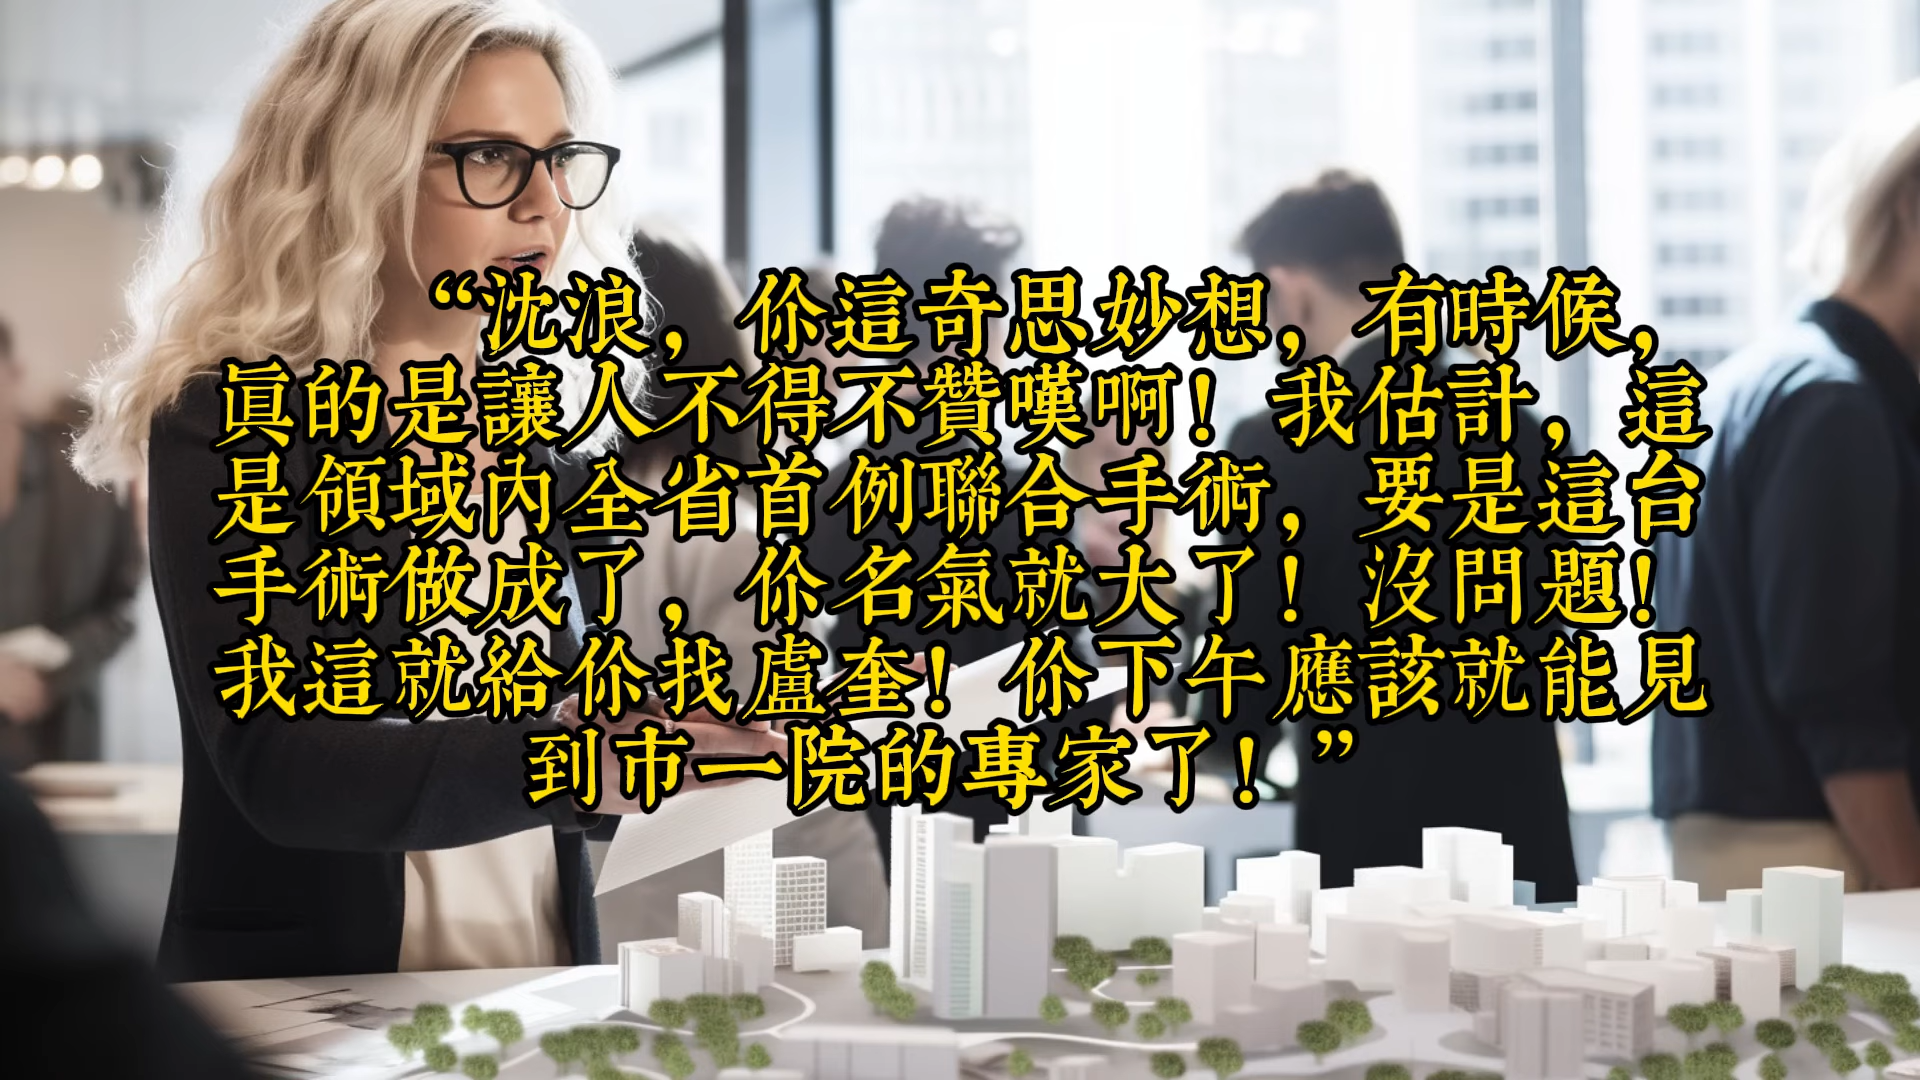 “沈浪，你這奇思妙想，有時候，
眞的是讓人不得不贊嘆啊！我估計，這
是領域內全省首例聯合手術，要是這台
手術做成了，你名氣就大了！沒問題！
我這就給你找盧奎！你下午應該就能見
到市一院的專家了！”